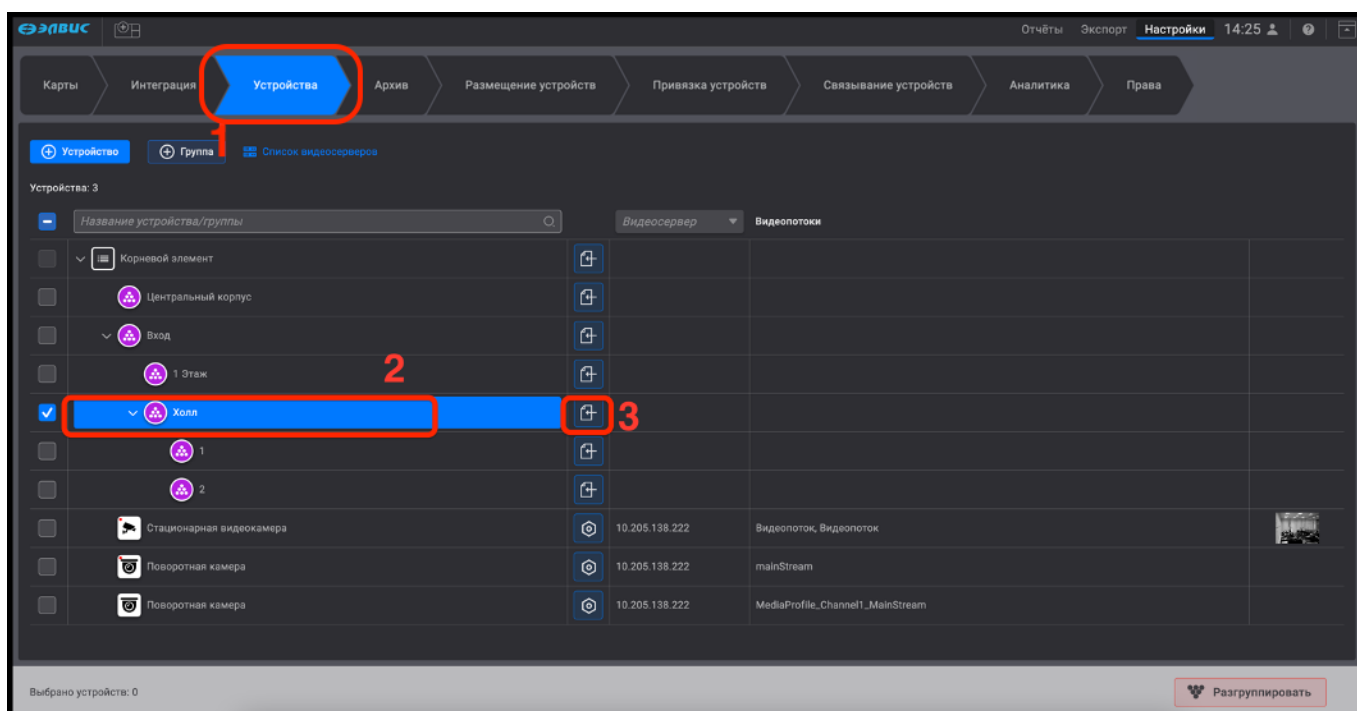 ЭЛВИС Отчёты Экспорт Настройки 14:25
Карты Интеграция Устройства Архив Размещение устройств Привязка устройств Связывание устройств Аналитика Права
1
Устройство Группа Список видеосерверов
Устройства: 3
Название устройства/группы Видеосервер Видеопотоки
Корневой элемент
Центральный корпус
Вход
1 Этаж 2
Холл 3
1
2
Стационарная видеокамера 10.205.138.222 Видеопоток, Видеопоток
Поворотная камера 10.205.138.222 mainStream
Поворотная камера 10.205.138.222 MediaProfile_Channel1_MainStream
Выбрано устройств: 0 Разгруппировать